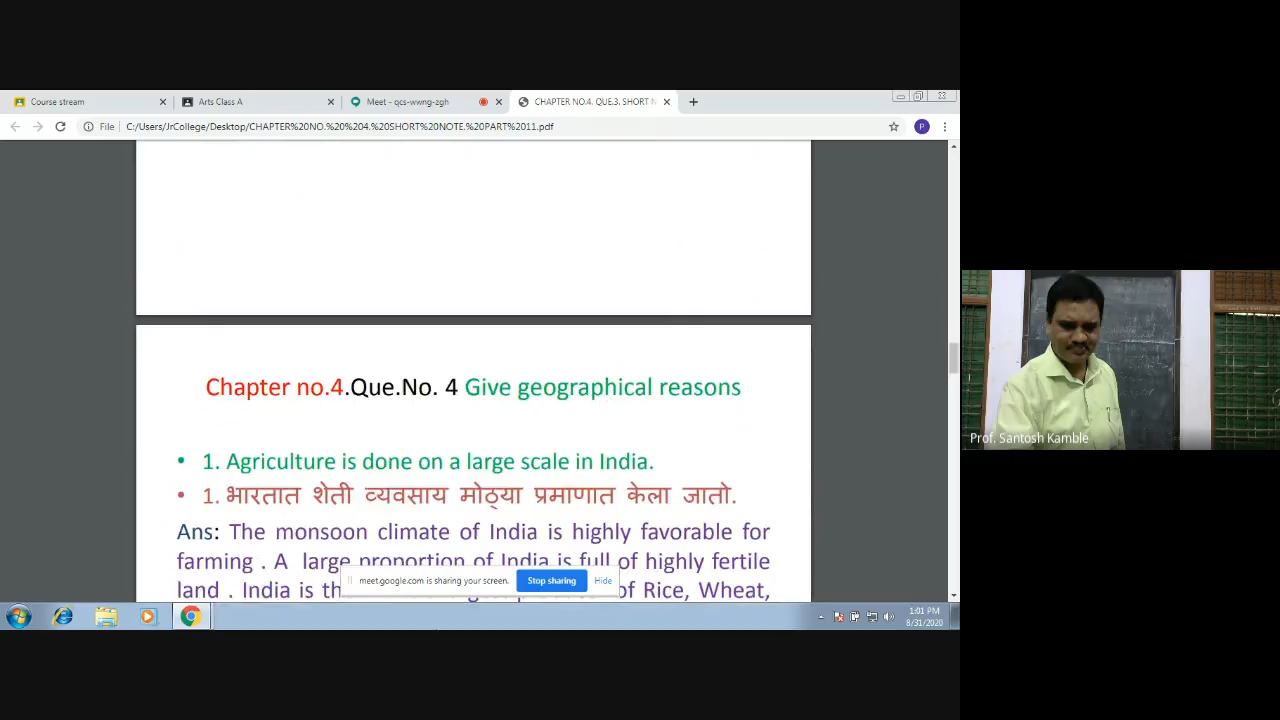 Course stream
Arts Class A
Meet - qcs-wwng-zgh
CHAPTER NO.4. QUE.3. SHORT N
File
C:/Users/JrCollege/Desktop/CHAPTER%20NO.%20%204.%20SHORT%20NOTE.%20PART%2011.pdf
P
Chapter no.4.Que.No. 4 Give geographical reasons
• 1. Agriculture is done on a large scale in India.
• 1. भारतात शेती व्यवसाय मोठ्या प्रमाणात केला जातो.
Ans: The monsoon climate of India is highly favorable for
farming . A large proportion of India is full of highly fertile
land . India is of Rice, Wheat,
meet.google.com is sharing your screen. Stop sharing Hide
Prof. Santosh Kamble
1:01 PM
8/31/2020